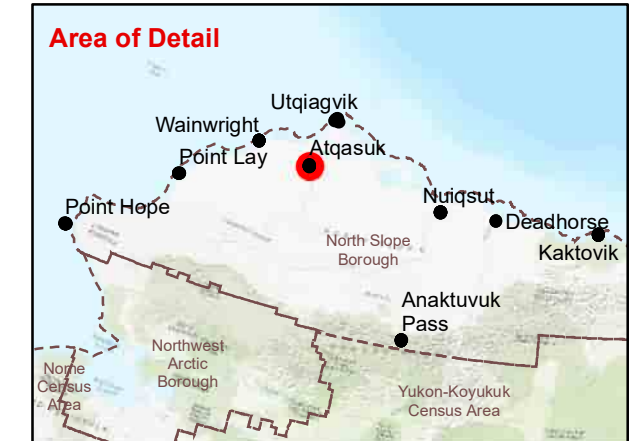 Area of Detail
Utqiagvik
Wainwright
Atqasuk
Point Lay
Point Hope
Nuiqsut
Deadhorse
North Slope
Borough
Kaktovik
Anaktuvuk
Pass
Northwest
Arctic
Borough
Nome
Census
Area
Yukon-Koyukuk
Census Area